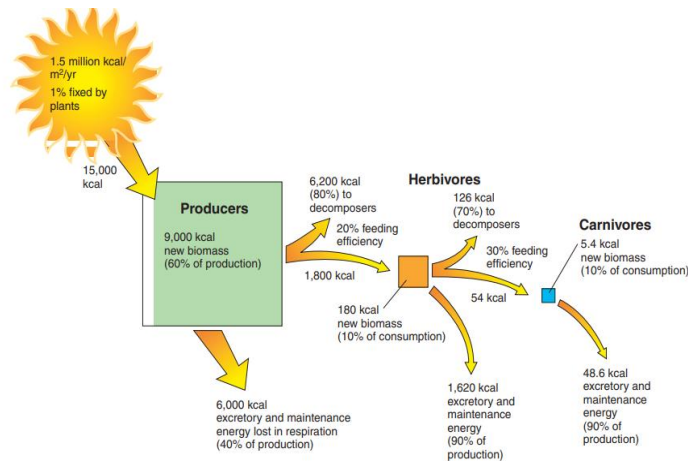 1.5 million kcal/
m²/yr
1% fixed by
plants
15,000
kcal
Producers
9,000 kcal
new biomass
(60% of production)
6,000 kcal
excretory and maintenance
energy lost in respiration
(40% of production)
6,200 kcal
(80%) to
decomposers
20% feeding
efficiency
1,800 kcal
Herbivores
180 kcal
new biomass
(10% of consumption)
126 kcal
(70%) to
decomposers
30% feeding
efficiency
54 kcal
1,620 kcal
excretory and
maintenance
energy
(90% of
production)
Carnivores
5.4 kcal
new biomass
(10% of consumption)
48.6 kcal
excretory and
maintenance
energy
(90% of
production)